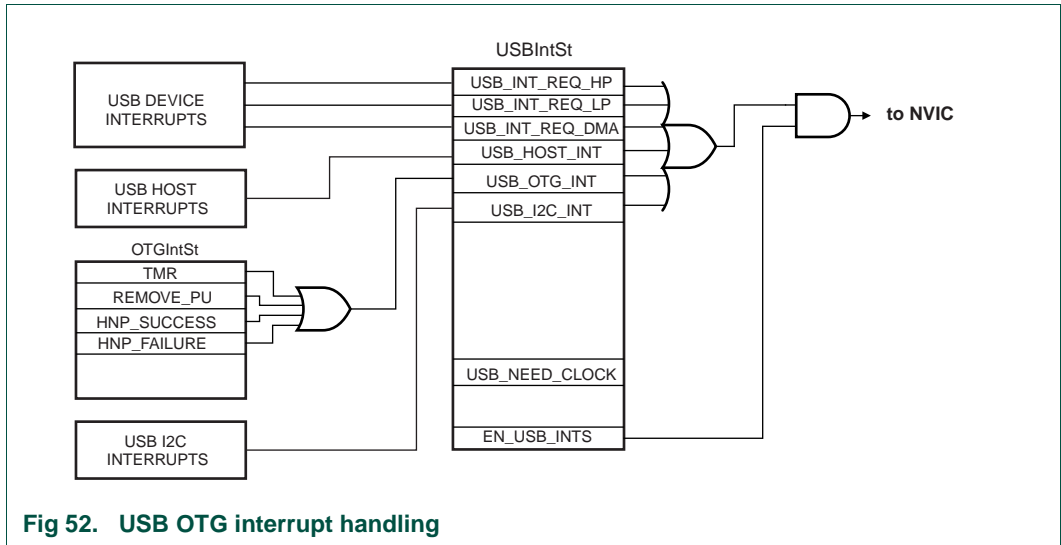 USBIntSt
USB DEVICE
INTERRUPTS
USB_INT_REQ_HP
USB_INT_REQ_LP
USB_INT_REQ_DMA
USB_HOST_INT
USB_OTG_INT
USB_I2C_INT
USB_NEED_CLOCK
EN_USB_INTS
to NVIC
USB HOST
INTERRUPTS
OTGIntSt
TMR
REMOVE_PU
HNP_SUCCESS
HNP_FAILURE
USB I2C
INTERRUPTS
Fig 52. USB OTG interrupt handling